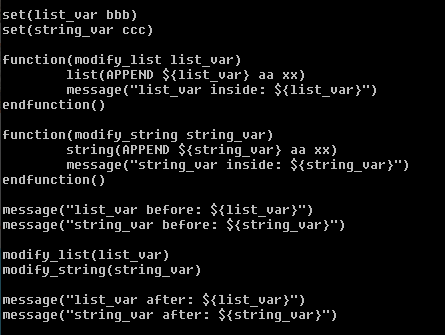 set(list_var bbb)
set(string_var ccc)
function(modify_list list_var)
list(APPEND ${list_var} aa xx)
message("list_var inside: ${list_var}")
endfunction()
function(modify_string string_var)
string(APPEND ${string_var} aa xx)
message("string_var inside: ${string_var}")
endfunction()
message("list_var before: ${list_var}")
message("string_var before: ${string_var}")
modify_list(list_var)
modify_string(string_var)
message("list_var after: ${list_var}")
message("string_var after: ${string_var}")